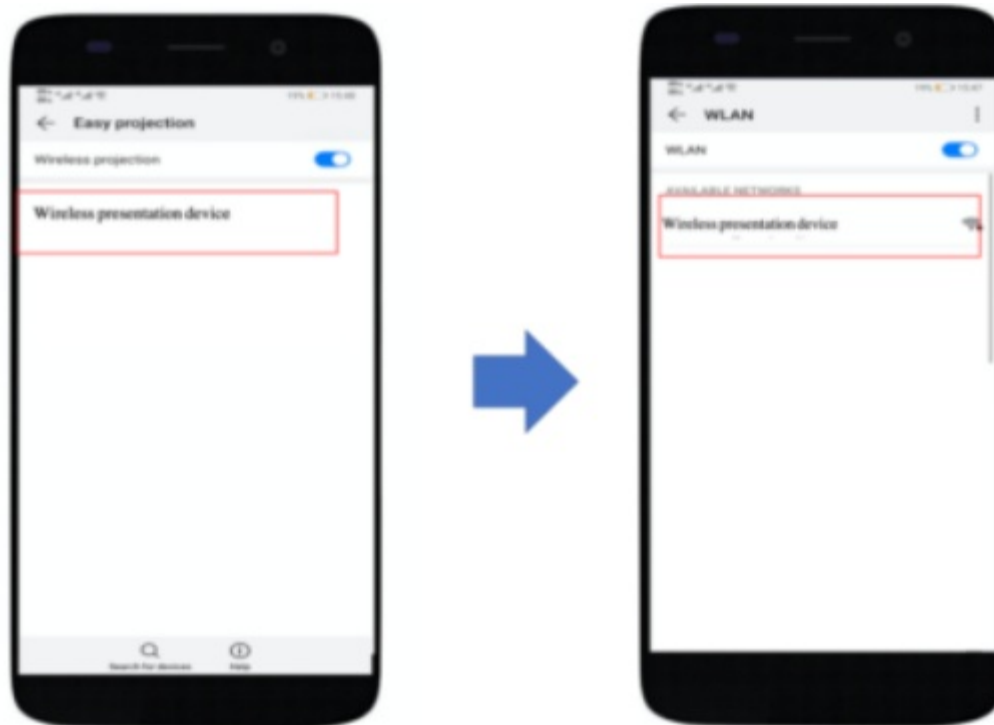 Easy projection
Wireless projection
Wireless presentation device
Search for devices
Help
WLAN
WLAN
AVAILABLE NETWORKS
Wireless presentation device